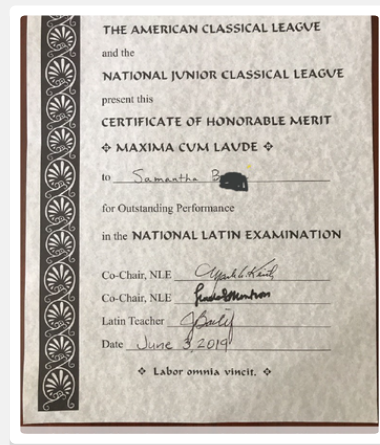 THE AMERICAN CLASSICAL LEAGUE
and the
NATIONAL JUNIOR CLASSICAL LEAGUE
present this
CERTIFICATE OF HONORABLE MERIT
❖ MAXIMA CUM LAUDE ❖
to Samantha B
for Outstanding Performance
in the NATIONAL LATIN EXAMINATION
Co-Chair, NLE
Co-Chair, NLE
Latin Teacher
Date June 3, 2019
❖ Labor omnia vincit. ❖